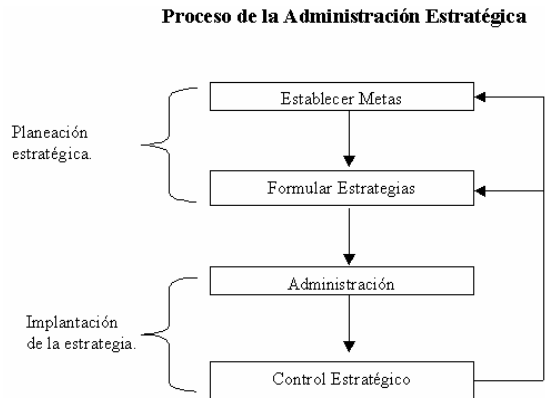 Proceso de la Administración Estratégica
Establecer Metas
Planeación
estratégica.
Formular Estrategias
Administración
Implantación
de la estrategia.
Control Estratégico